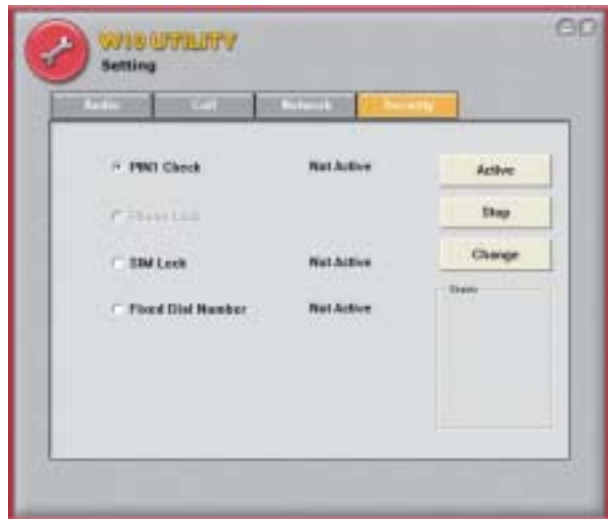 W10 UTILITY
Setting
Audio Call Network Security
PIN1 Check Not Active Active
Phone Lock Stop
SIM Lock Not Active Change
Fixed Dial Number Not Active